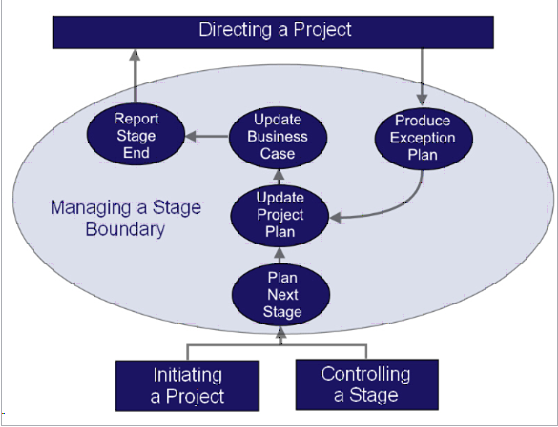 Directing a Project
Report
Stage
End
Update
Business
Case
Produce
Exception
Plan
Managing a Stage
Boundary
Update
Project
Plan
Plan
Next
Stage
Initiating
a Project
Controlling
a Stage